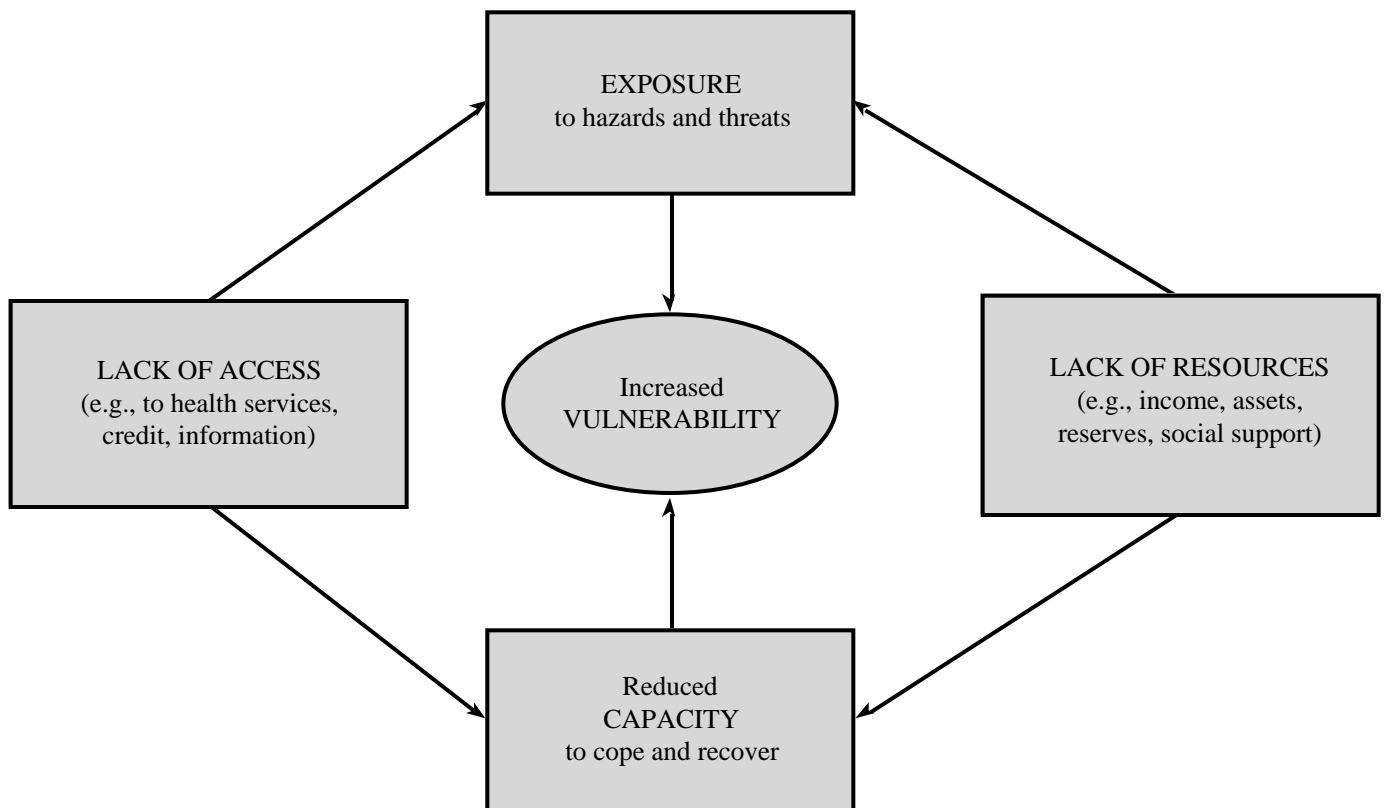 EXPOSURE
to hazards and threats
LACK OF ACCESS
(e.g., to health services,
credit, information)
Increased
VULNERABILITY
LACK OF RESOURCES
(e.g., income, assets,
reserves, social support)
Reduced
CAPACITY
to cope and recover